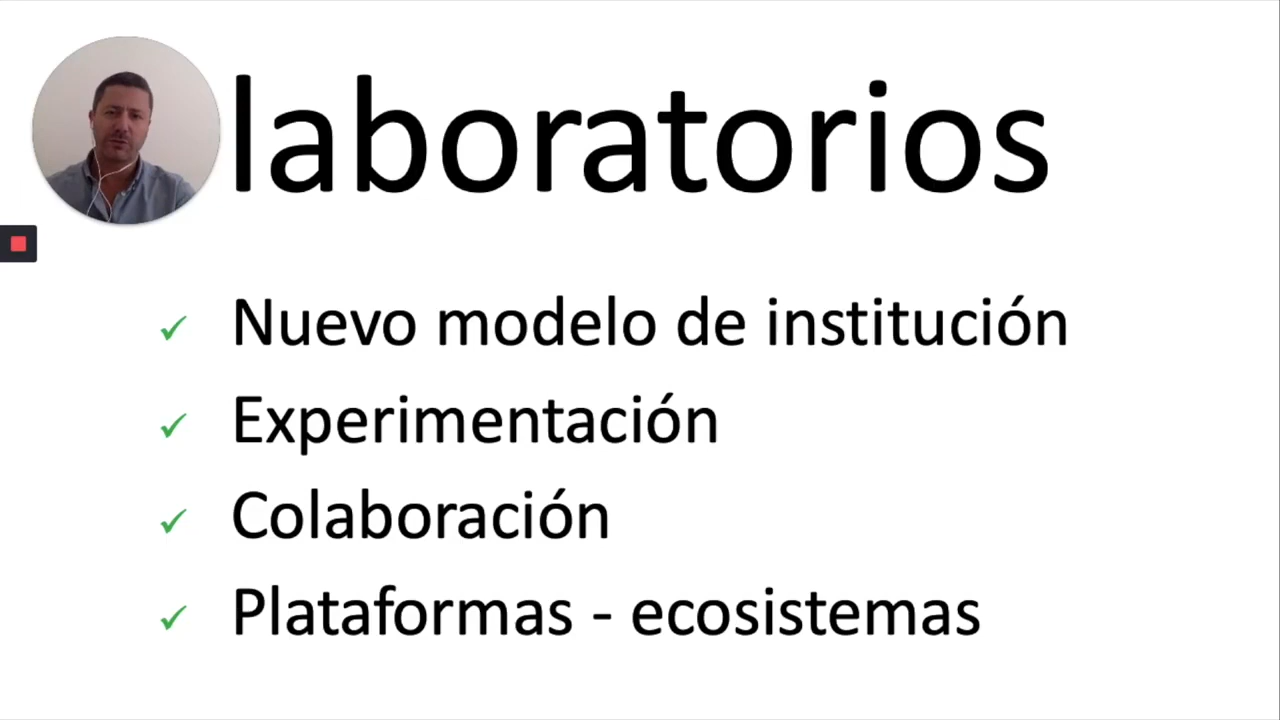 laboratorios
✓ Nuevo modelo de institución
✓ Experimentación
✓ Colaboración
✓ Plataformas - ecosistemas